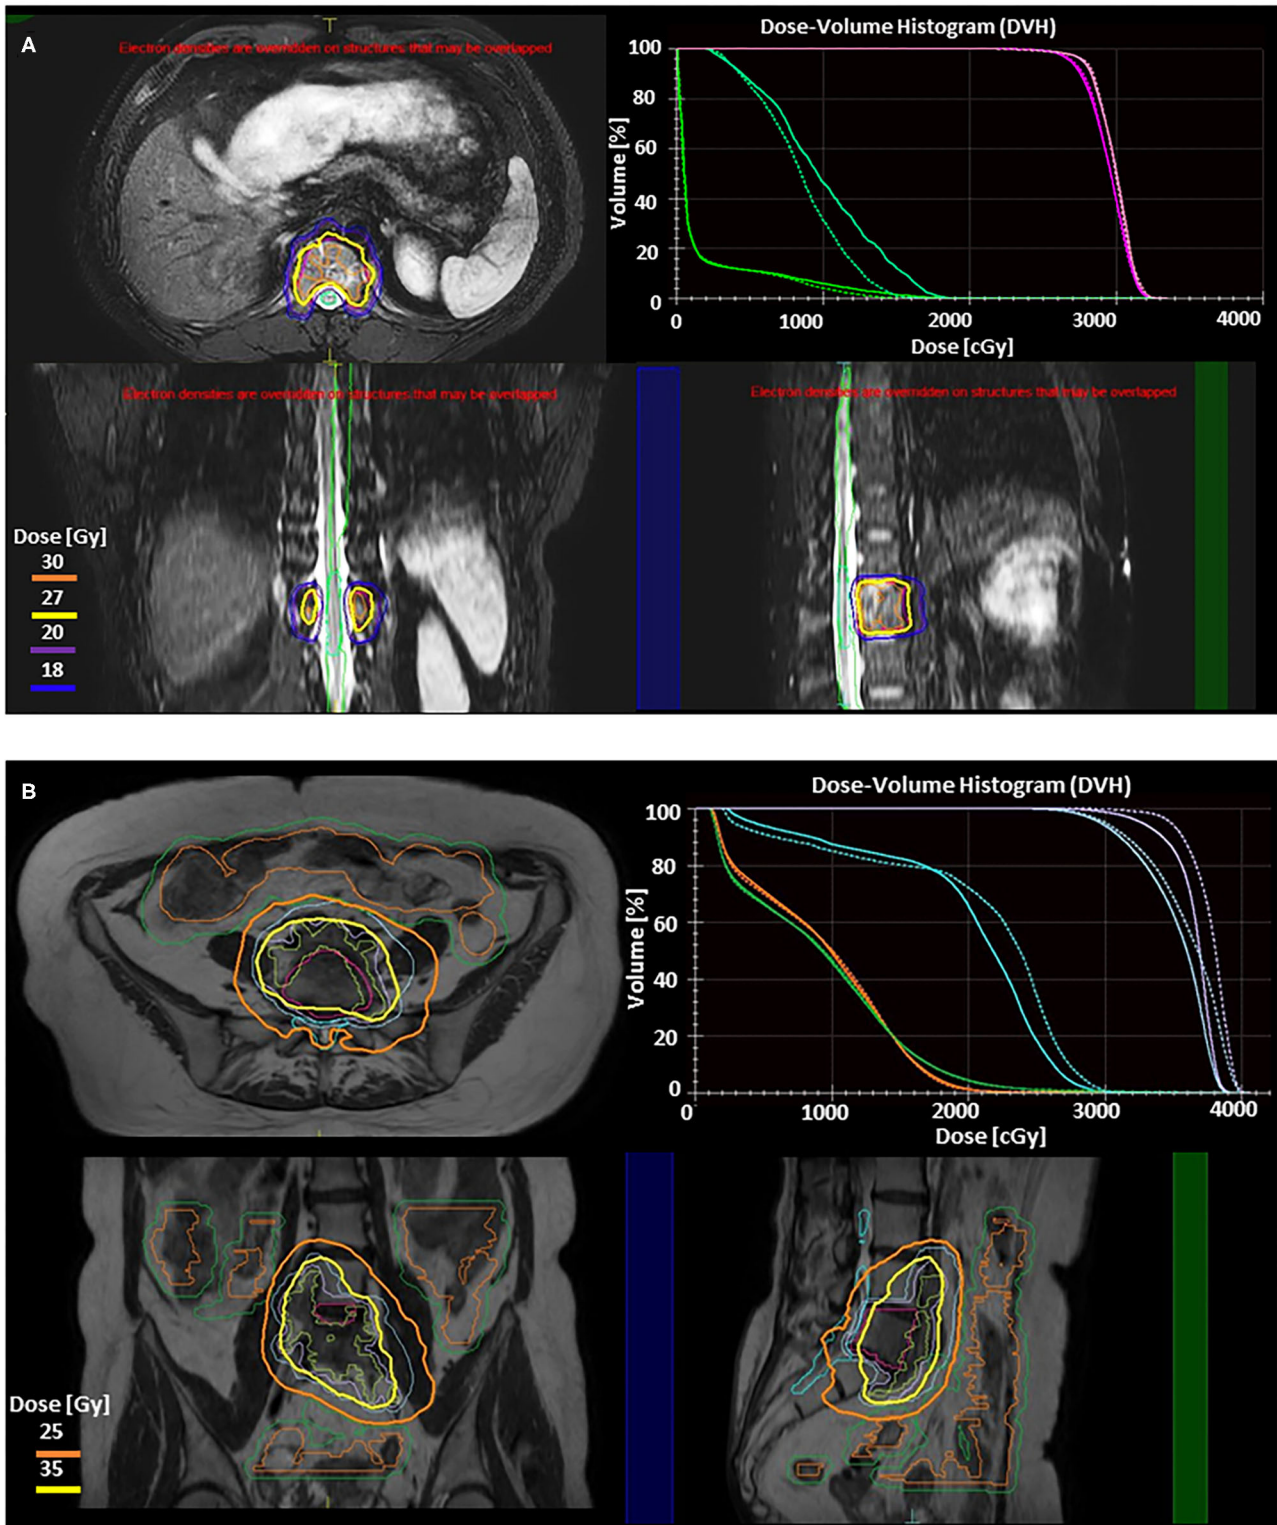 A
Electron densities are overridden on structures that may be overlapped
Dose-Volume Histogram (DVH)
Volume [%]
100
80
60
40
20
0
0 1000 2000 3000 4000
Dose [cGy]
Electron densities are overridden on structures that may be overlapped
Electron densities are overridden on structures that may be overlapped
Dose [Gy]
30
27
20
18
B
Dose-Volume Histogram (DVH)
Volume [%]
100
80
60
40
20
0
0 1000 2000 3000 4000
Dose [cGy]
Dose [Gy]
25
35